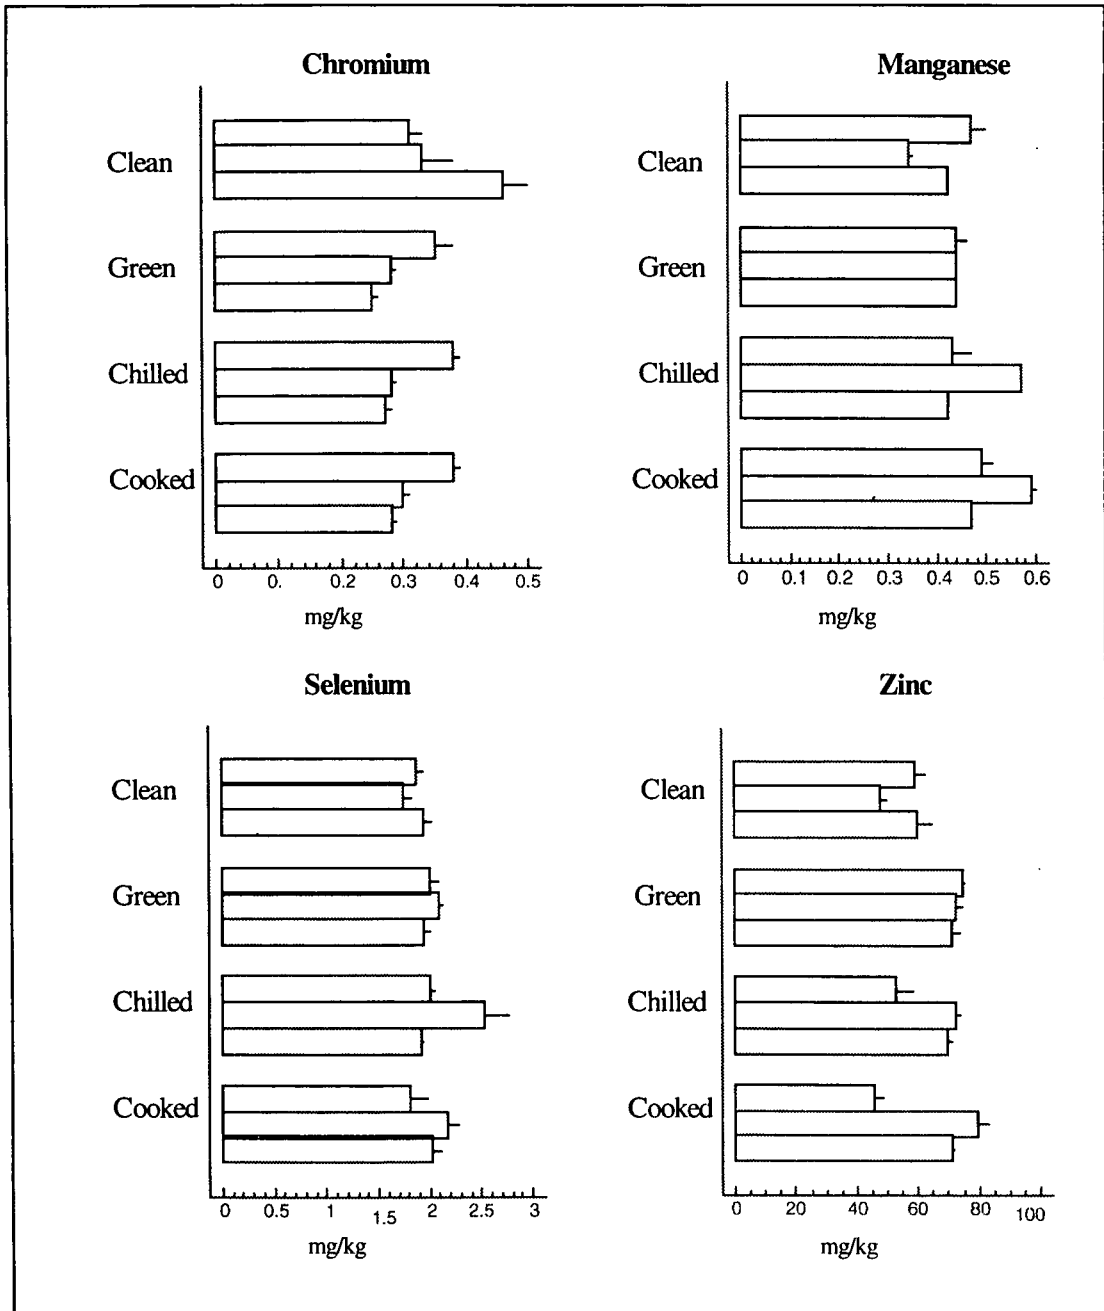 Chromium
Clean
Green
Chilled
Cooked
0 0. 0.2 0.3 0.4 0.5
mg/kg
Manganese
Clean
Green
Chilled
Cooked
0 0.1 0.2 0.3 0.4 0.5 0.6
mg/kg
Selenium
Clean
Green
Chilled
Cooked
0 1 1.5 2 2.5 3
mg/kg
Zinc
Clean
Green
Chilled
Cooked
0 20 40 60 80 100
mg/kg